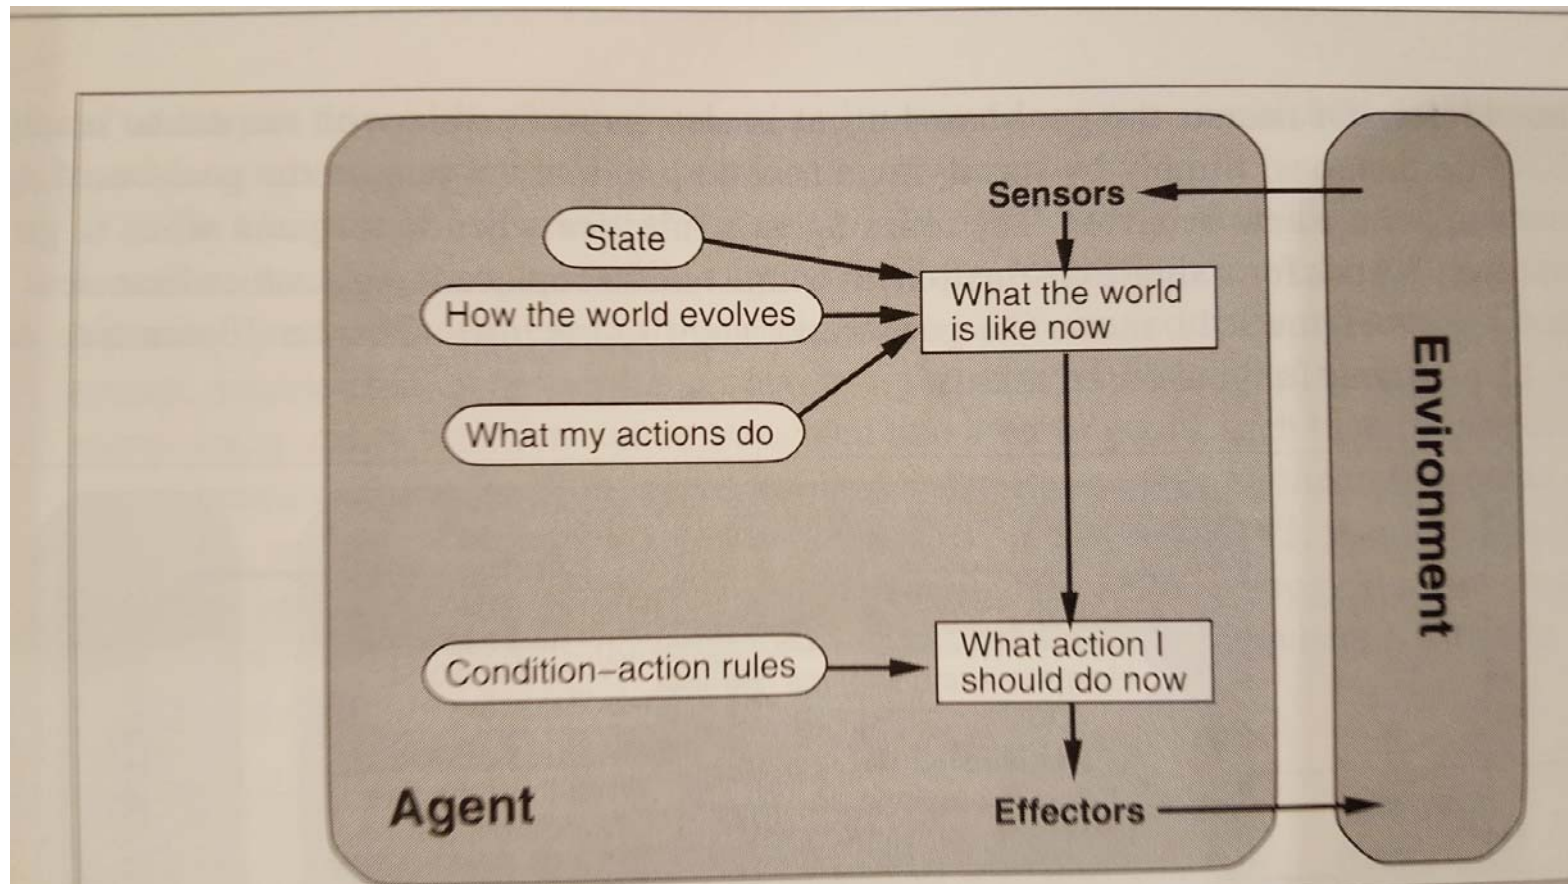 Sensors
State
What the world
is like now
How the world evolves
What my actions do
Environment
What action I
should do now
Condition–action rules
Agent
Effectors